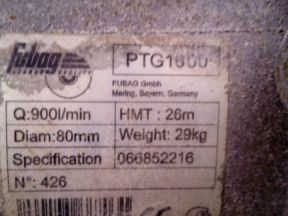 Fubag
PTG1600
FUBAG GmbH
Mering, Bayern, Germany
Q:900l/min HMT : 26m
Diam:80mm Weight: 29kg
Specification 066852216
N°: 426